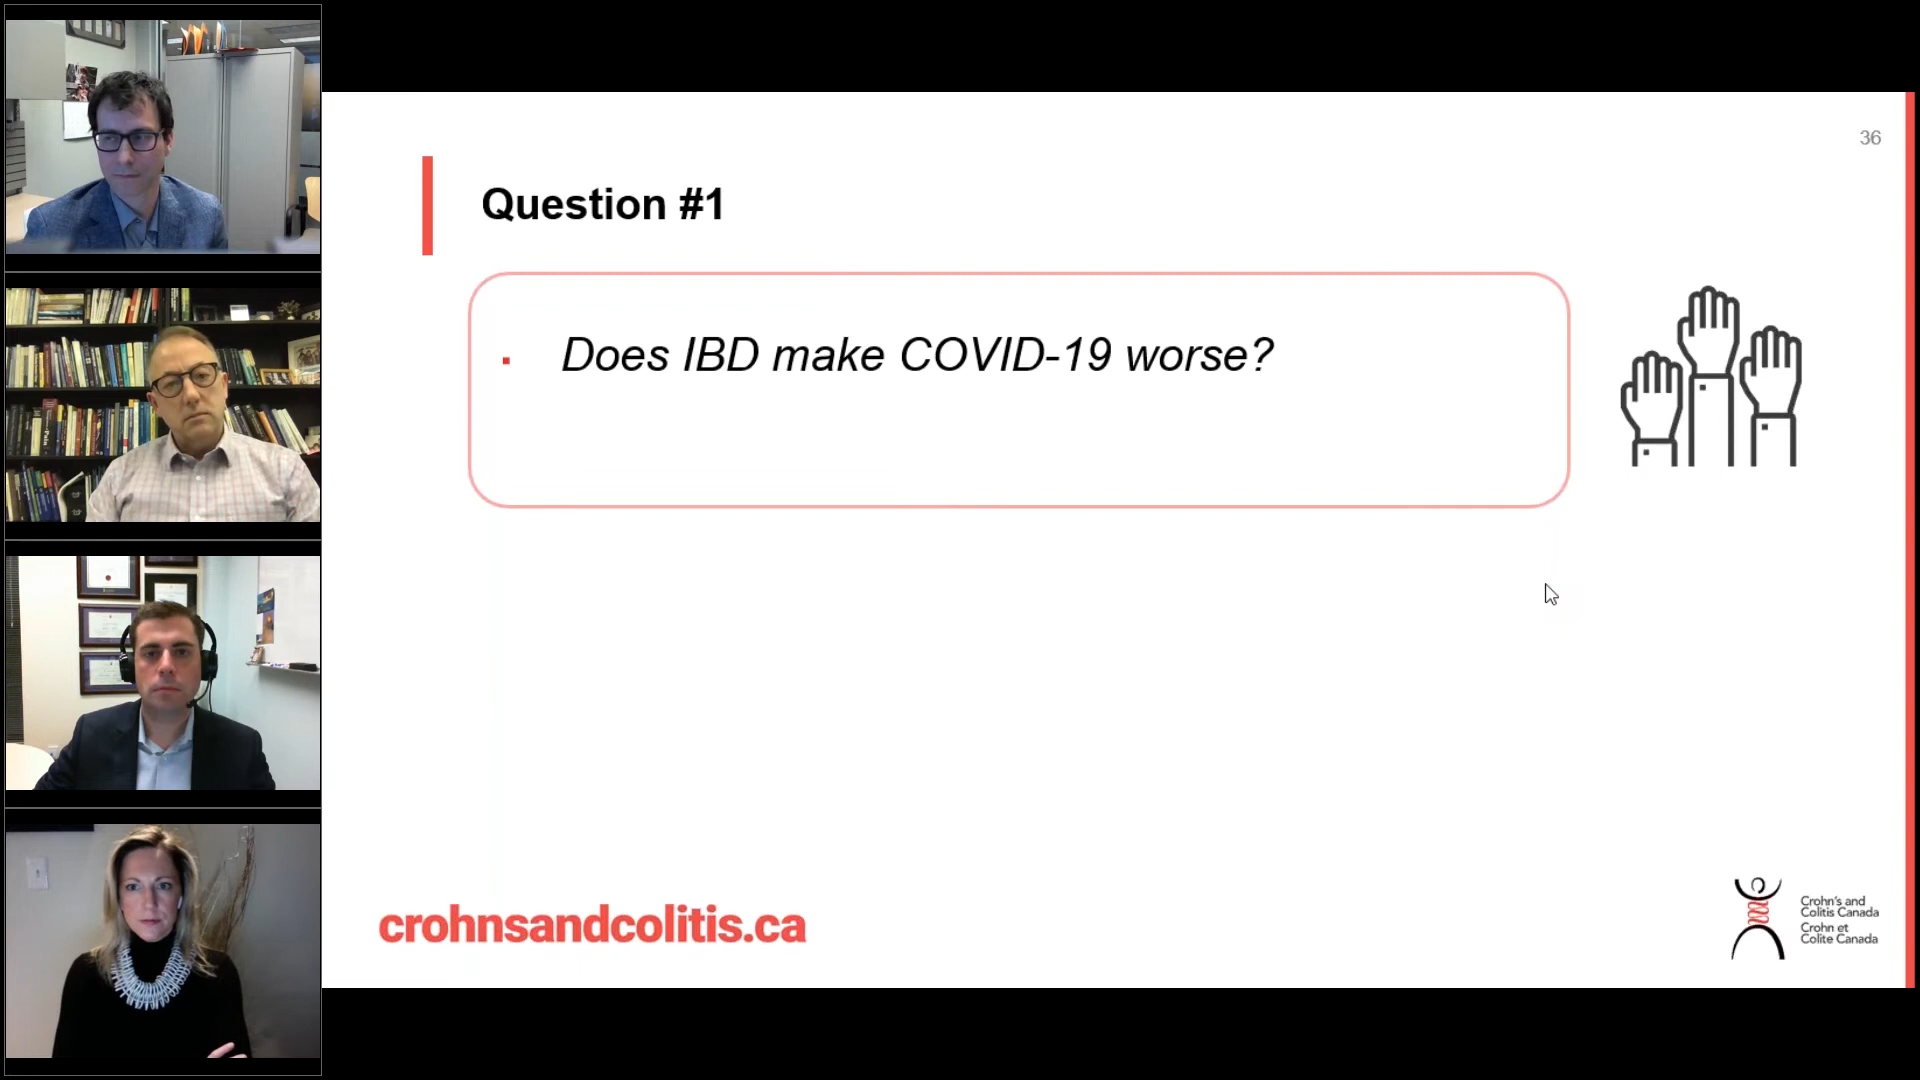 36
Question #1
Does IBD make COVID-19 worse?
crohnsandcolitis.ca
Crohn's and
Colitis Canada
Crohn et
Colite Canada